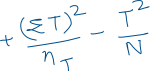 + (ΣT)²/n_T - T²/N